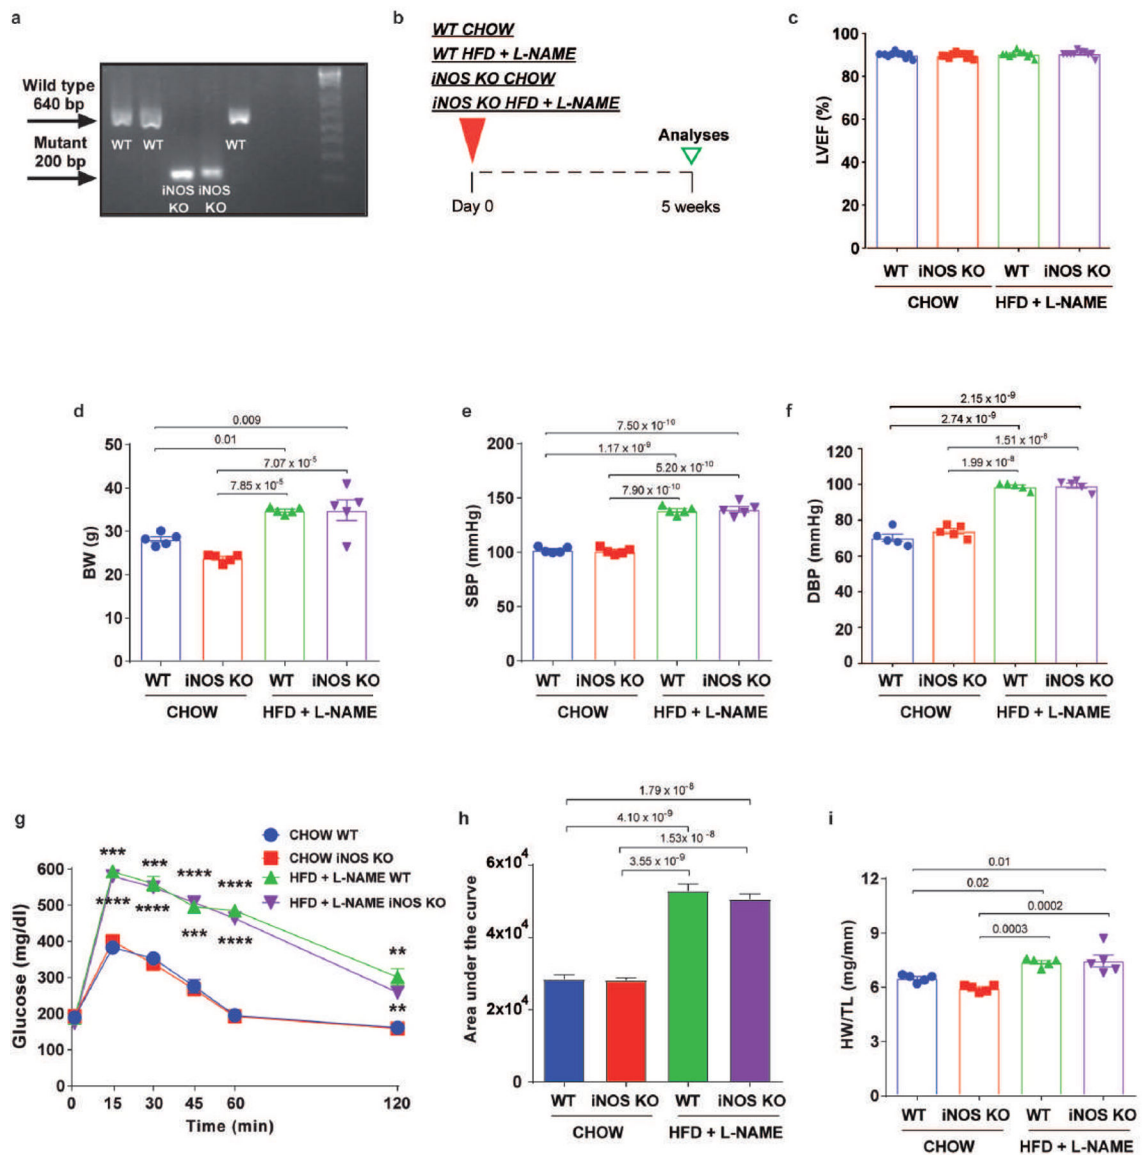 a
Wild type
640 bp
Mutant
200 bp
WT
WT
WT
iNOS
KO
iNOS
KO
b
WT CHOW
WT HFD + L-NAME
iNOS KO CHOW
iNOS KO HFD + L-NAME
Analyses
Day 0
5 weeks
c
LVEF (%)
100
80
60
40
20
0
WT
iNOS KO
WT
iNOS KO
CHOW
HFD + L-NAME
d
0.009
0.01
7.07 x 10-5
7.85 x 10-5
BW (g)
50
40
30
20
10
0
WT
iNOS KO
WT
iNOS KO
CHOW
HFD + L-NAME
e
7.50 x 10-10
1.17 x 10-9
5.20 x 10-10
7.90 x 10-10
SBP (mmHg)
200
150
100
50
0
WT
iNOS KO
WT
iNOS KO
CHOW
HFD + L-NAME
f
2.15 x 10-9
2.74 x 10-9
1.51 x 10-8
1.99 x 10-8
DBP (mmHg)
120
100
80
60
40
20
0
WT
iNOS KO
WT
iNOS KO
CHOW
HFD + L-NAME
g
CHOW WT
CHOW iNOS KO
HFD + L-NAME WT
HFD + L-NAME iNOS KO
Glucose (mg/dl)
600
500
400
300
200
100
0
***
***
****
****
****
****
***
****
**
**
0
15
30
45
60
120
Time (min)
h
1.79 x 10-8
4.10 x 10-9
1.53x 10 -8
3.55 x 10-9
Area under the curve
6x104
4x104
2x104
0
WT
iNOS KO
WT
iNOS KO
CHOW
HFD + L-NAME
i
0.01
0.02
0.0002
0.0003
HW/TL (mg/mm)
12
9
6
3
0
WT
iNOS KO
WT
iNOS KO
CHOW
HFD + L-NAME